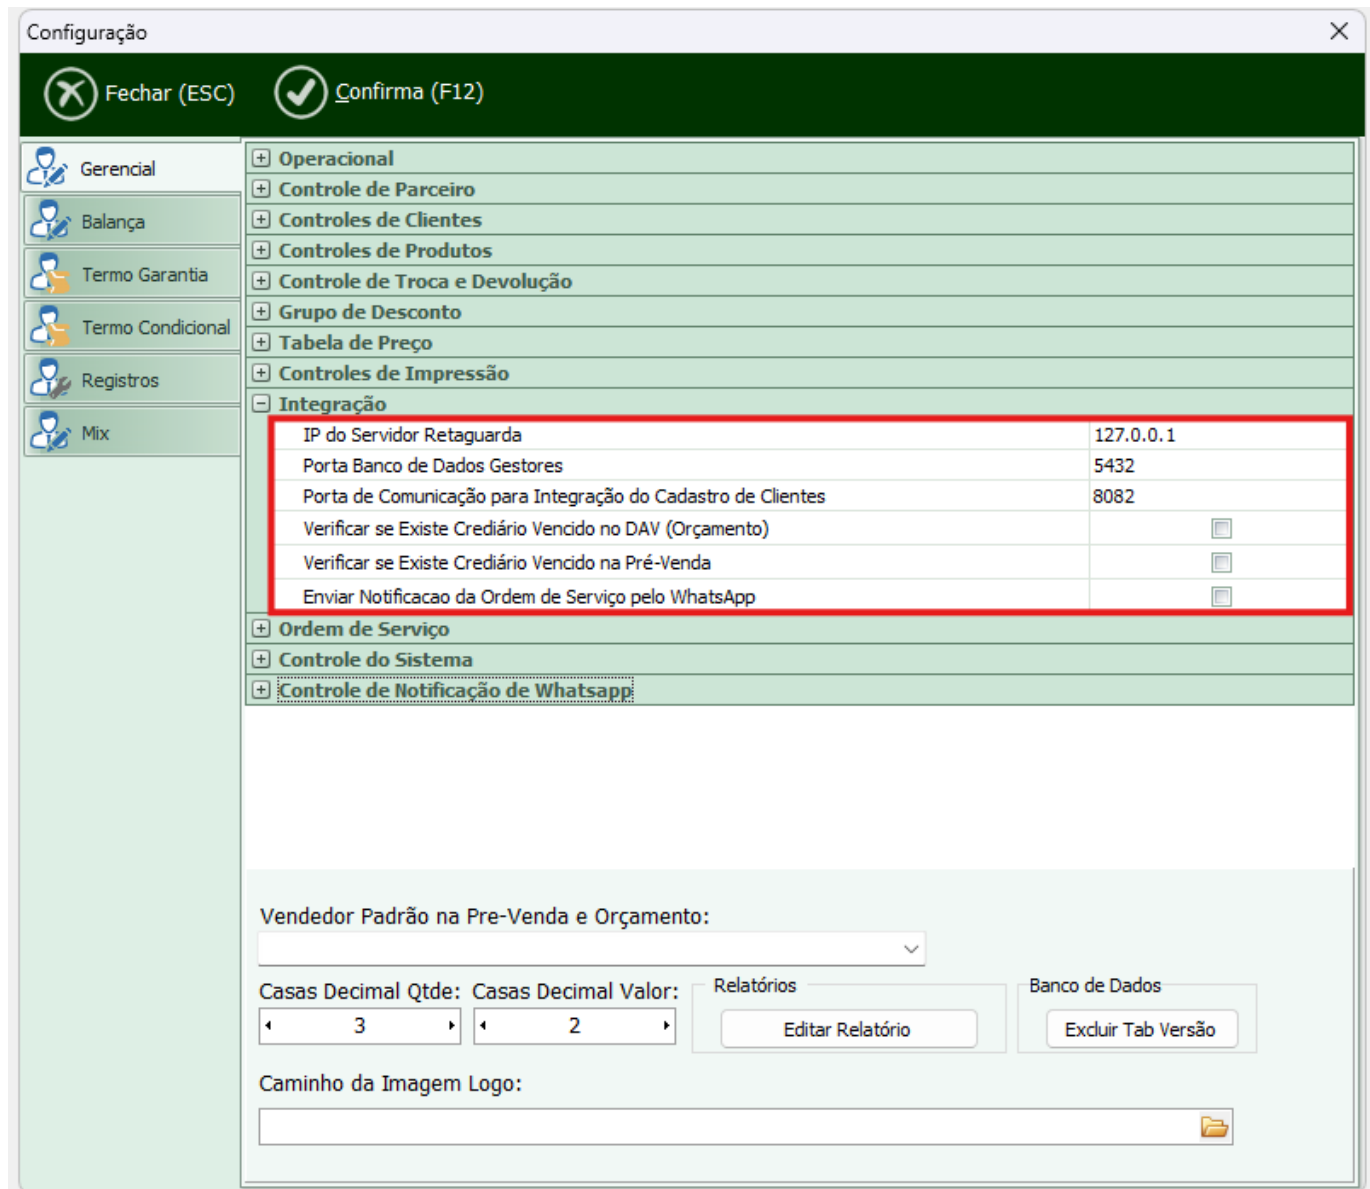 Configuração
Fechar (ESC) Confirma (F12)
Gerencial
Balança
Termo Garantia
Termo Condicional
Registros
Mix
Operacional
Controle de Parceiro
Controles de Clientes
Controles de Produtos
Controle de Troca e Devolução
Grupo de Desconto
Tabela de Preço
Controles de Impressão
Integração
IP do Servidor Retaguarda 127.0.0.1
Porta Banco de Dados Gestores 5432
Porta de Comunicação para Integração do Cadastro de Clientes 8082
Verificar se Existe Crediário Vencido no DAV (Orçamento)
Verificar se Existe Crediário Vencido na Pré-Venda
Enviar Notificacao da Ordem de Serviço pelo WhatsApp
Ordem de Serviço
Controle do Sistema
Controle de Notificação de Whatsapp
Vendedor Padrão na Pre-Venda e Orçamento:
Casas Decimal Qtde: Casas Decimal Valor: Relatórios Banco de Dados
3 2 Editar Relatório Excluir Tab Versão
Caminho da Imagem Logo: